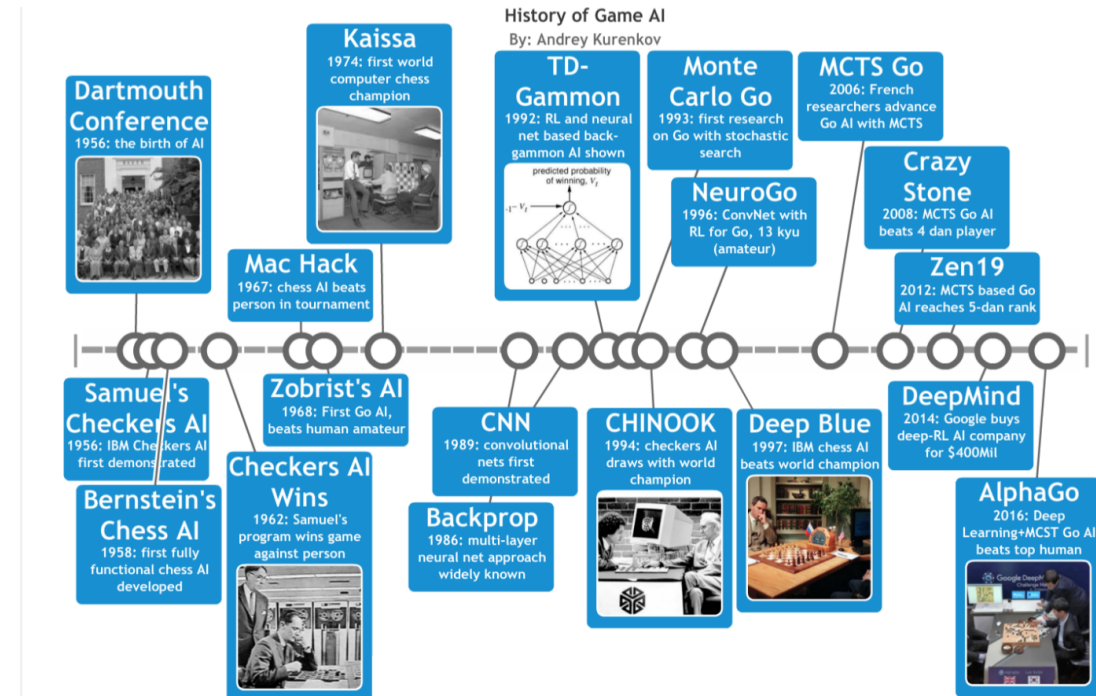 History of Game AI
By: Andrey Kurenkov
Dartmouth
Conference
1956: the birth of AI
Kaissa
1974: first world
computer chess
champion
Mac Hack
1967: chess AI beats
person in tournament
TD-
Gammon
1992: RL and neural
net based back-
gammon AI shown
predicted probability
of winning, Vt
Monte
Carlo Go
1993: first research
on Go with stochastic
search
NeuroGo
1996: ConvNet with
RL for Go, 13 kyu
(amateur)
MCTS Go
2006: French
researchers advance
Go AI with MCTS
Crazy
Stone
2008: MCTS Go AI
beats 4 dan player
Zen19
2012: MCTS based Go
AI reaches 5-dan rank
Samuel's
Checkers AI
1956: IBM Checkers AI
first demonstrated
Bernstein's
Chess AI
1958: first fully
functional chess AI
developed
Checkers AI
Wins
1962: Samuel's
program wins game
against person
Zobrist's AI
1968: First Go AI,
beats human amateur
CNN
1989: convolutional
nets first
demonstrated
Backprop
1986: multi-layer
neural net approach
widely known
CHINOOK
1994: checkers AI
draws with world
champion
Deep Blue
1997: IBM chess AI
beats world champion
DeepMind
2014: Google buys
deep-RL AI company
for $400Mil
AlphaGo
2016: Deep
Learning+MCST Go AI
beats top human
Google DeepMind